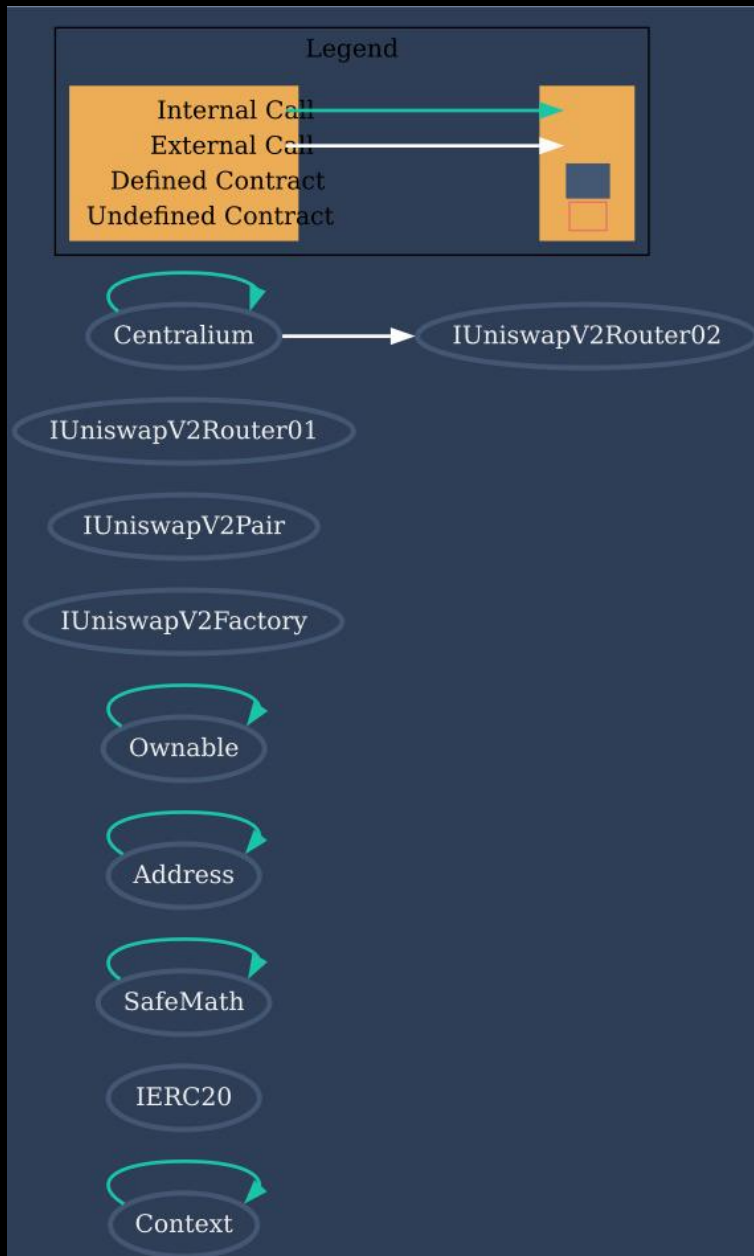 Legend
Internal Call
External Call
Defined Contract
Undefined Contract
Centralium
IUniswapV2Router02
IUniswapV2Router01
IUniswapV2Pair
IUniswapV2Factory
Ownable
Address
SafeMath
IERC20
Context